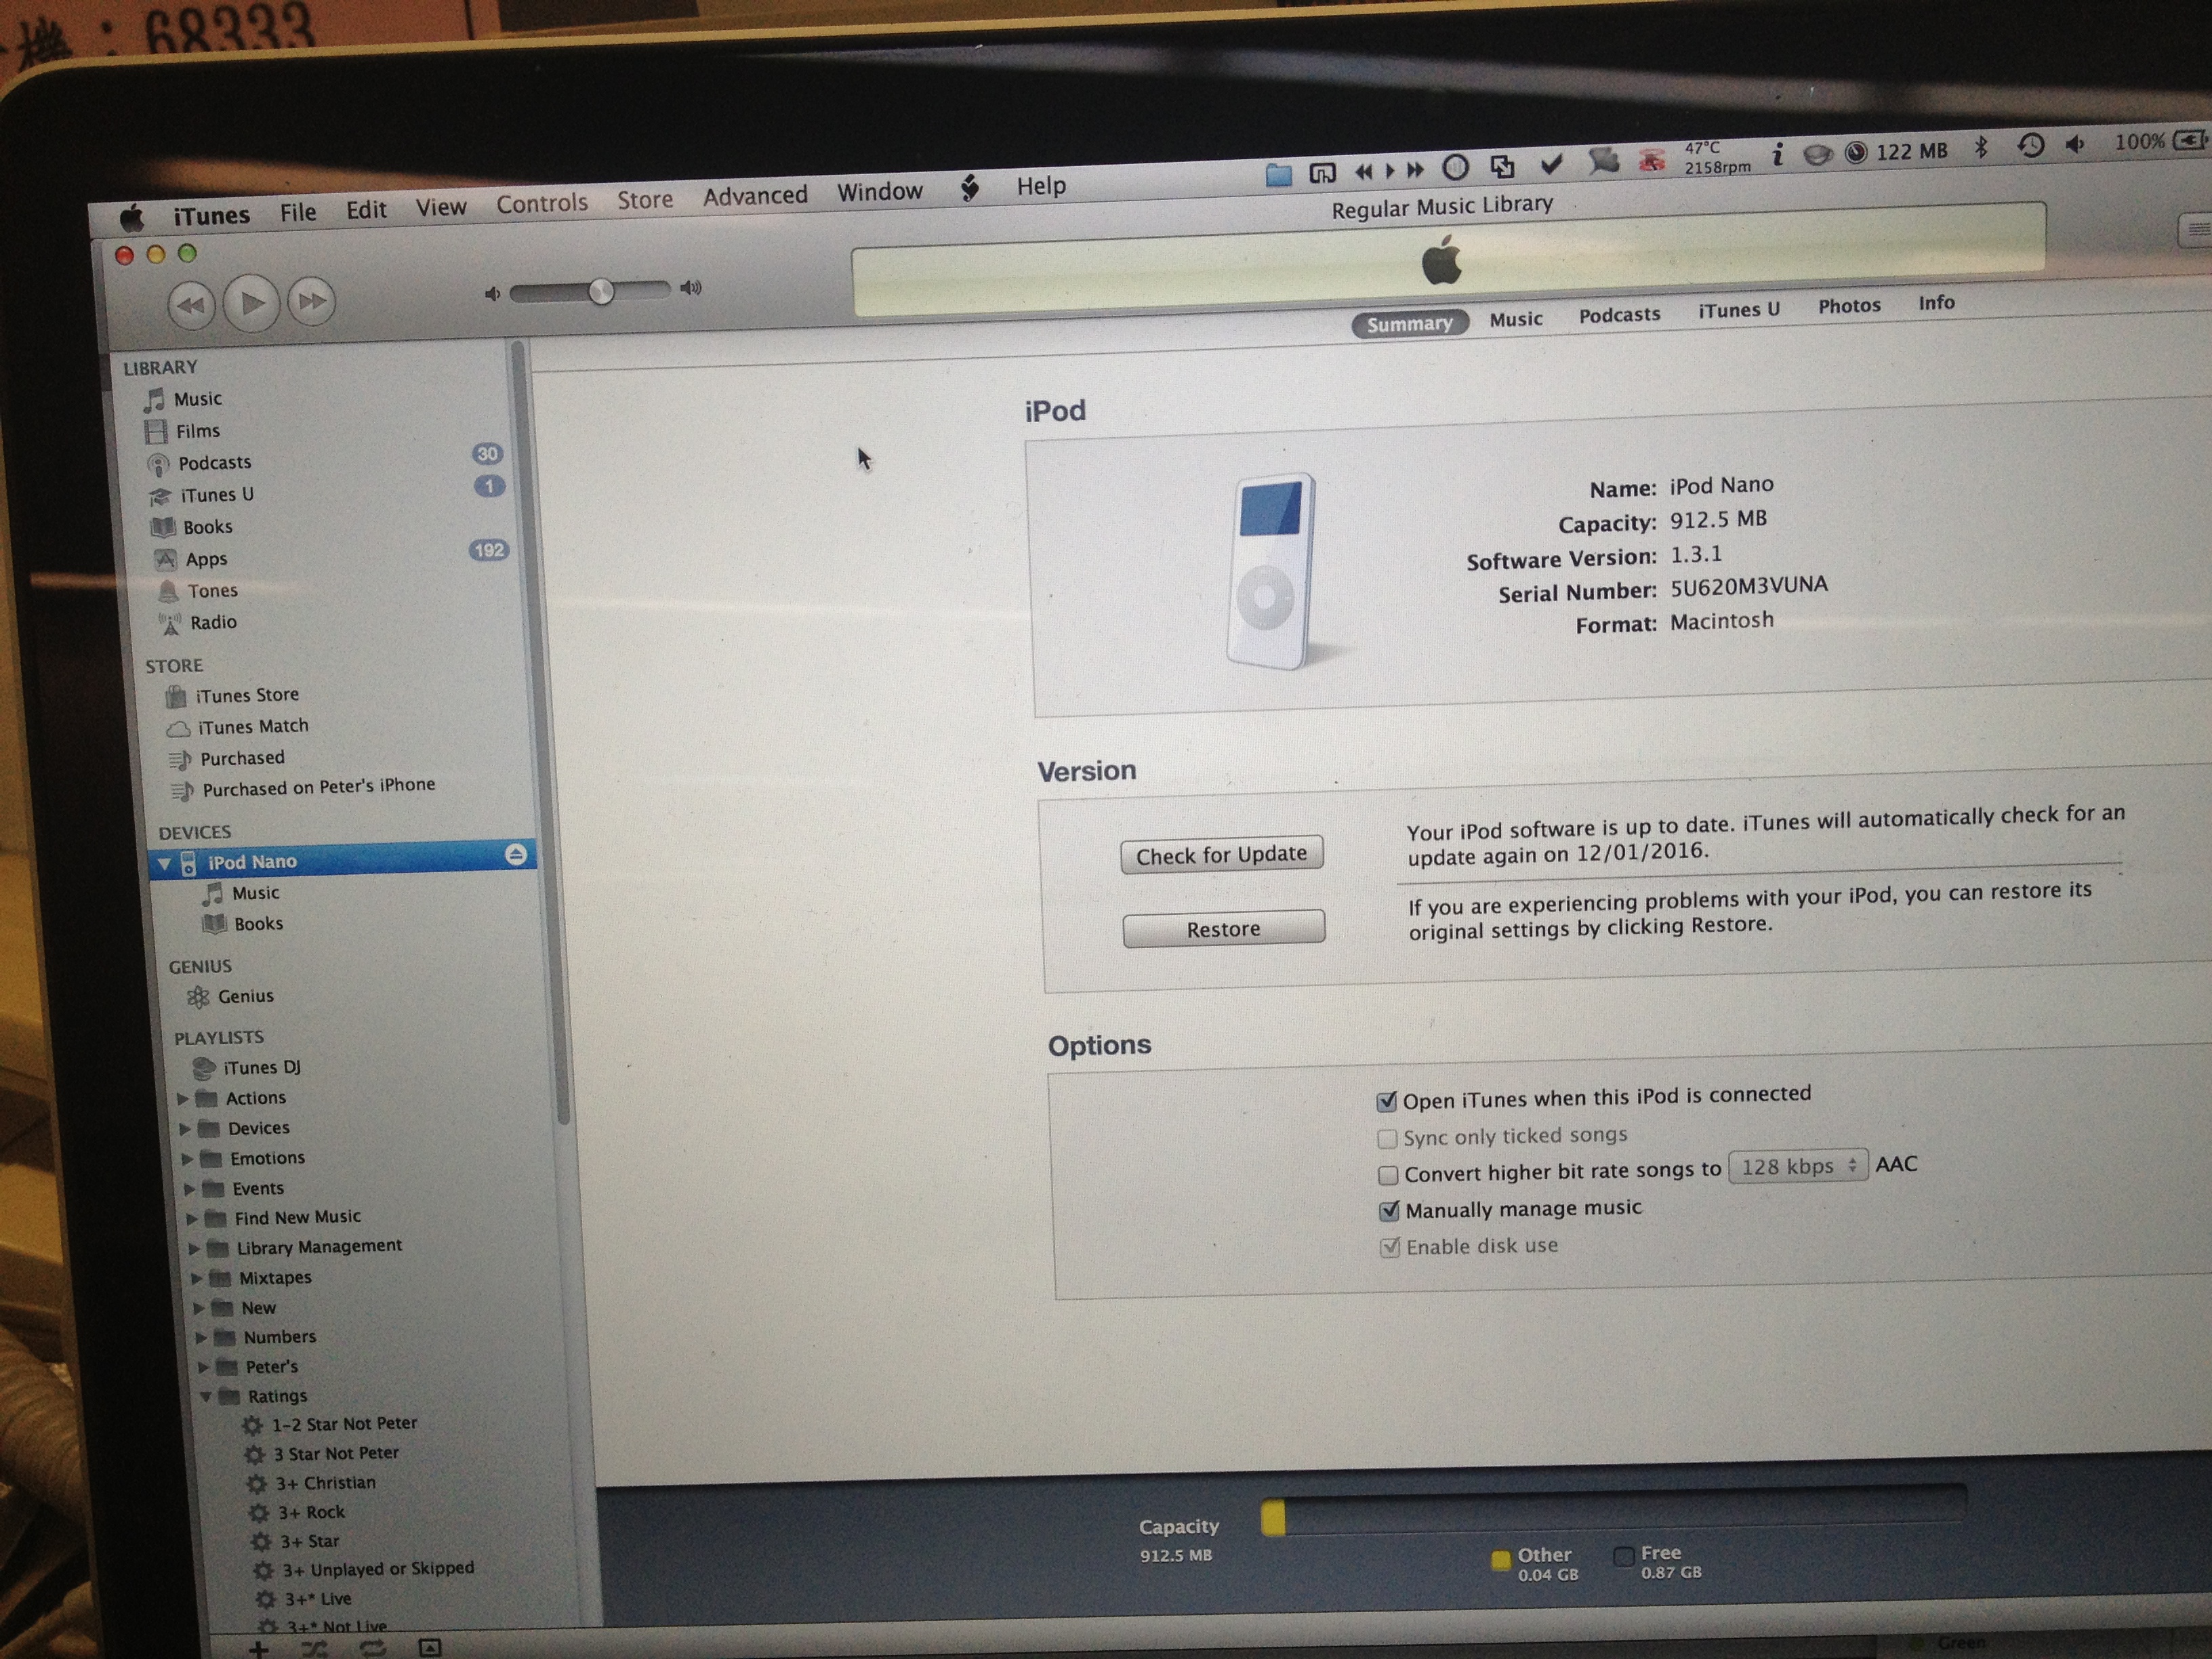 機：68333
iTunes File Edit View Controls Store Advanced Window Help 47°C 2158rpm 122 MB 100%
Regular Music Library
Summary Music Podcasts iTunes U Photos Info
LIBRARY
Music
Films
Podcasts 30
iTunes U 1
Books
Apps 192
Tones
Radio
STORE
iTunes Store
iTunes Match
Purchased
Purchased on Peter's iPhone
DEVICES
iPod Nano
Music
Books
GENIUS
Genius
PLAYLISTS
iTunes DJ
Actions
Devices
Emotions
Events
Find New Music
Library Management
Mixtapes
New
Numbers
Peter's
Ratings
1-2 Star Not Peter
3 Star Not Peter
3+ Christian
3+ Rock
3+ Star
3+ Unplayed or Skipped
3+* Live
3+* Not Live
iPod
Name: iPod Nano
Capacity: 912.5 MB
Software Version: 1.3.1
Serial Number: 5U620M3VUNA
Format: Macintosh
Version
Check for Update
Your iPod software is up to date. iTunes will automatically check for an
update again on 12/01/2016.
Restore
If you are experiencing problems with your iPod, you can restore its
original settings by clicking Restore.
Options
Open iTunes when this iPod is connected
Sync only ticked songs
Convert higher bit rate songs to 128 kbps AAC
Manually manage music
Enable disk use
Capacity
912.5 MB
Other
0.04 GB
Free
0.87 GB
Green